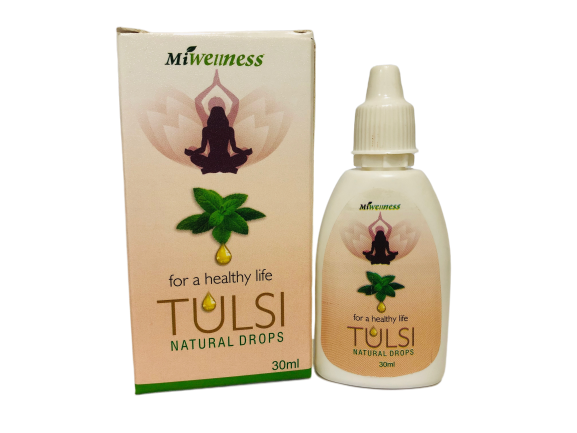 MiWellness
for a healthy life
TULSI
NATURAL DROPS
30ml
MiWellness
for a healthy life
TULSI
NATURAL DROPS
30ml